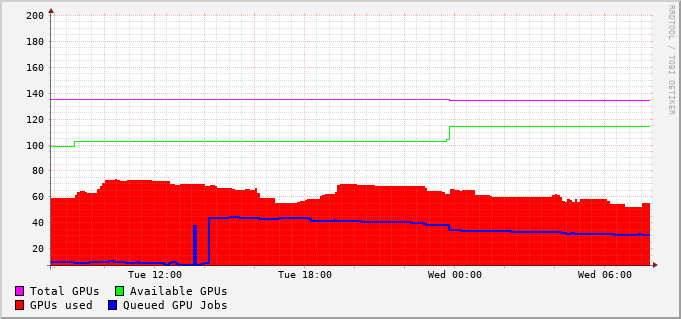 200
180
160
140
120
100
80
60
40
20
Tue 12:00 Tue 18:00 Wed 00:00 Wed 06:00
Total GPUs Available GPUs
GPUs used Queued GPU Jobs
RRDTOOL / TOBI OETIKER